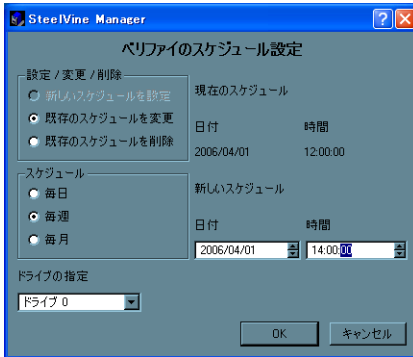 SteelVine Manager
ベリファイのスケジュール設定
設定 / 変更 / 削除
新しいスケジュールを設定
既存のスケジュールを変更
既存のスケジュールを削除
現在のスケジュール
日付 時間
2006/04/01 12:00:00
スケジュール
毎日
毎週
毎月
新しいスケジュール
日付 時間
2006/04/01 14:00:00
ドライブの指定
ドライブ 0
OK キャンセル